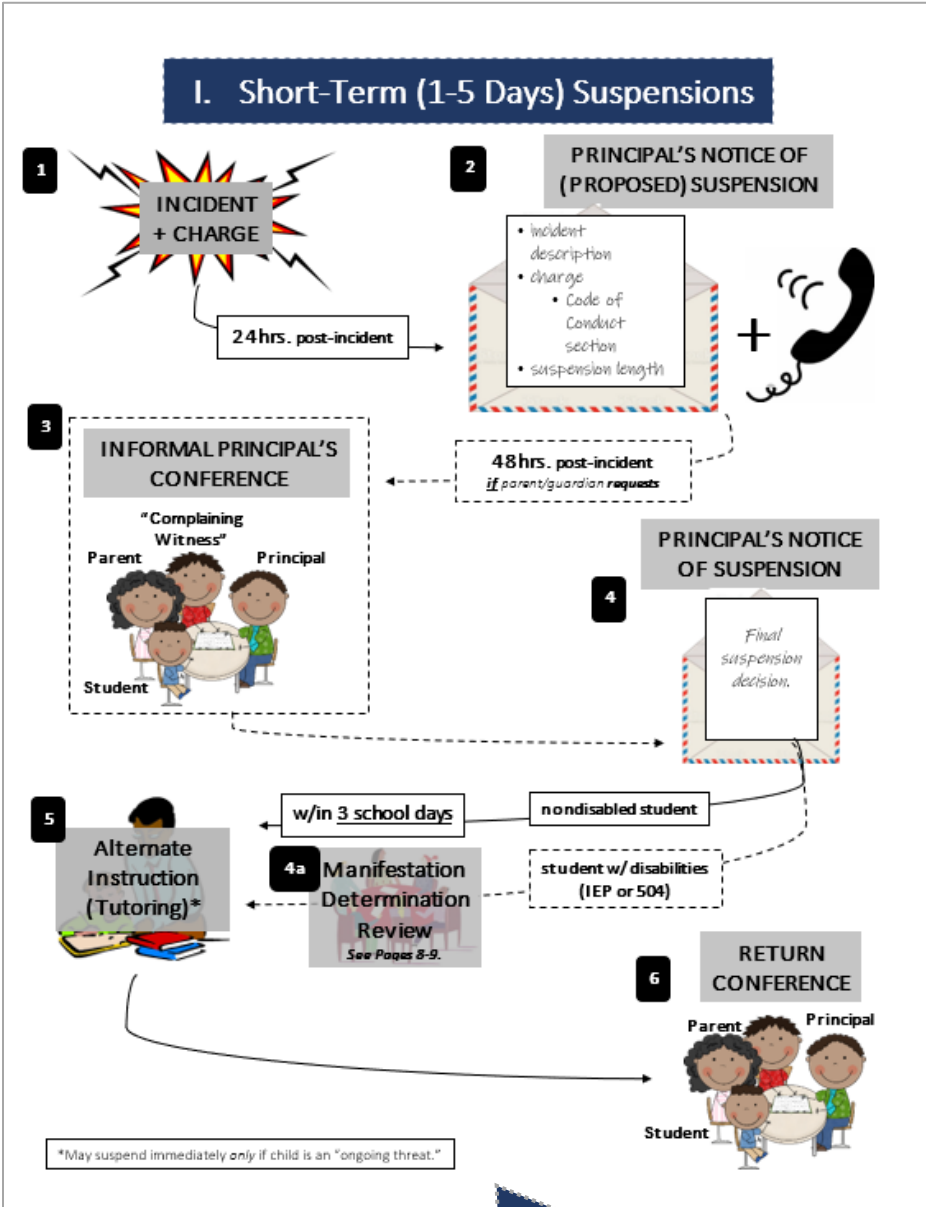 I. Short-Term (1-5 Days) Suspensions
1
INCIDENT
+ CHARGE
24 hrs. post-incident
2
PRINCIPAL'S NOTICE OF
(PROPOSED) SUSPENSION
• incident
description
• charge
• Code of
Conduct
section
• suspension length
+
3
INFORMAL PRINCIPAL'S
CONFERENCE
"Complaining
Witness"
Parent
Principal
Student
48 hrs. post-incident
if parent/guardian requests
4
PRINCIPAL'S NOTICE
OF SUSPENSION
Final
suspension
decision.
w/in 3 school days
nondisabled student
student w/ disabilities
(IEP or 504)
4a
Manifestation
Determination
Review
See Pages 8-9.
5
Alternate
Instruction
(Tutoring)*
6
RETURN
CONFERENCE
Parent
Principal
Student
*May suspend immediately only if child is an "ongoing threat."